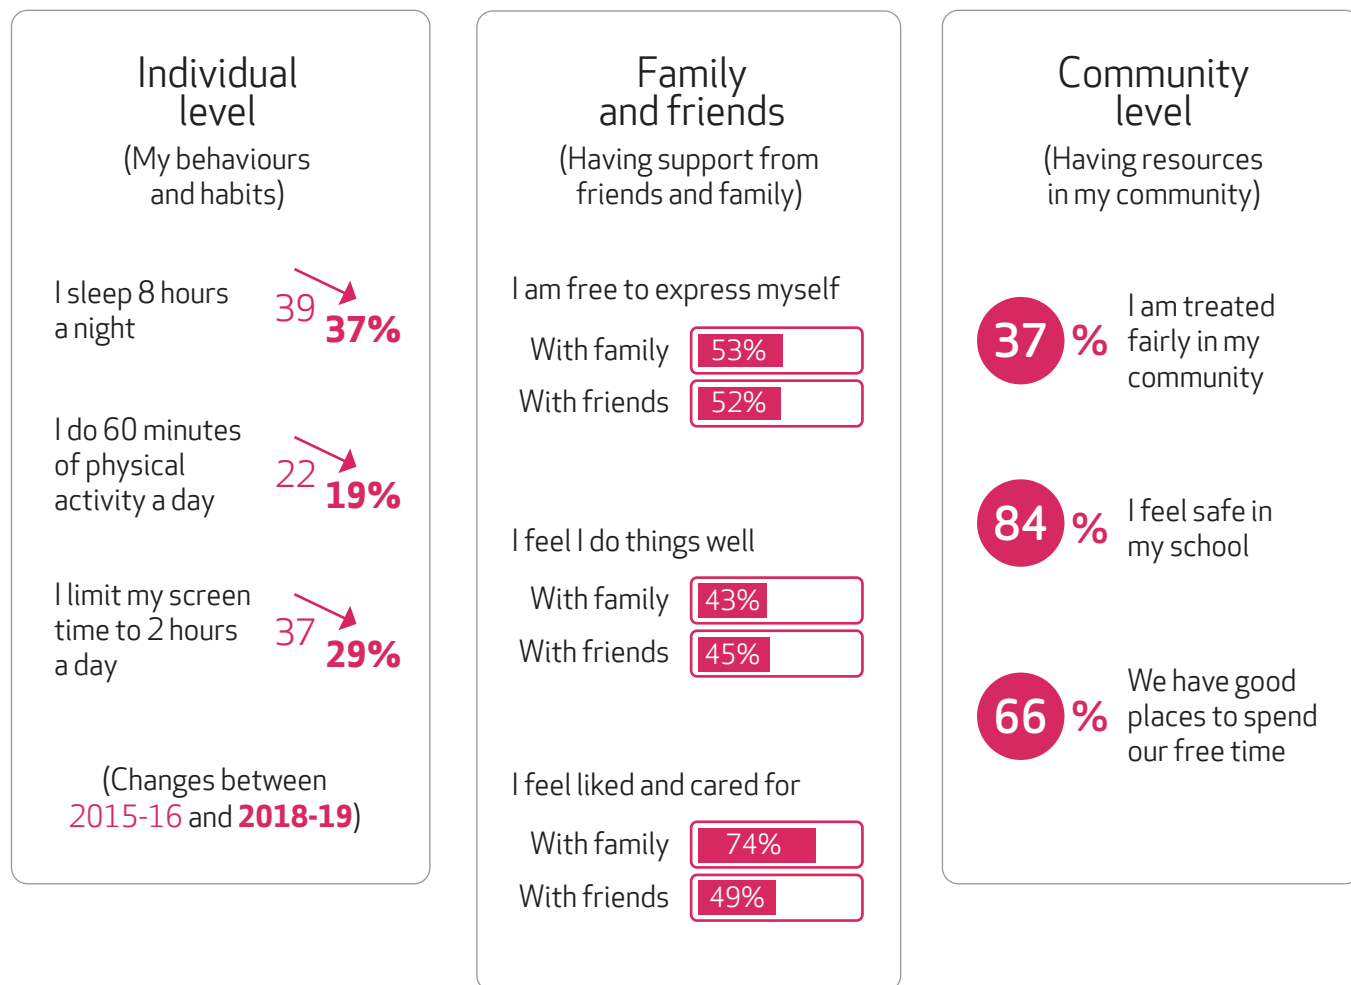 Individual
level
(My behaviours
and habits)
I sleep 8 hours
a night
39
37%
I do 60 minutes
of physical
activity a day
22
19%
I limit my screen
time to 2 hours
a day
37
29%
(Changes between
2015-16 and 2018-19)
Family
and friends
(Having support from
friends and family)
I am free to express myself
With family 53%
With friends 52%
I feel I do things well
With family 43%
With friends 45%
I feel liked and cared for
With family 74%
With friends 49%
Community
level
(Having resources
in my community)
37 %
I am treated
fairly in my
community
84 %
I feel safe in
my school
66 %
We have good
places to spend
our free time